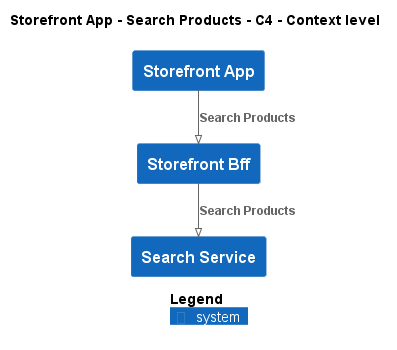 Storefront App - Search Products - C4 - Context level
Storefront App
Search Products
Storefront Bff
Search Products
Search Service
Legend
system